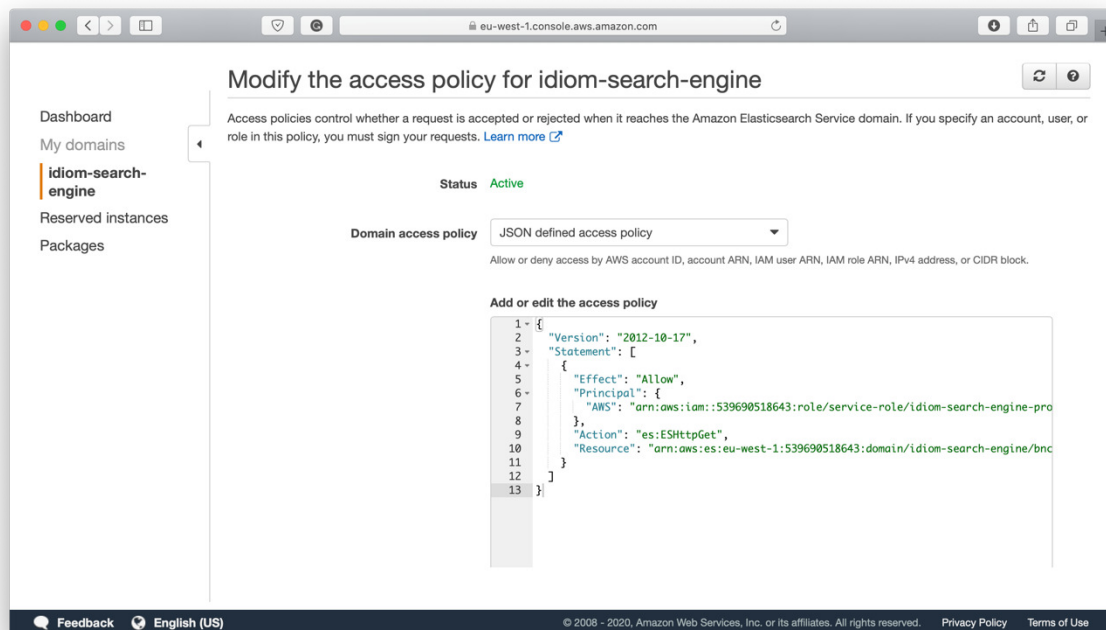 eu-west-1.console.aws.amazon.com
Modify the access policy for idiom-search-engine
Dashboard
My domains
idiom-search-
engine
Reserved instances
Packages
Access policies control whether a request is accepted or rejected when it reaches the Amazon Elasticsearch Service domain. If you specify an account, user, or
role in this policy, you must sign your requests. Learn more
Status Active
Domain access policy JSON defined access policy
Allow or deny access by AWS account ID, account ARN, IAM user ARN, IAM role ARN, IPv4 address, or CIDR block.
Add or edit the access policy
1 {
2 "Version": "2012-10-17",
3 "Statement": [
4 {
5 "Effect": "Allow",
6 "Principal": {
7 "AWS": "arn:aws:iam::539690518643:role/service-role/idiom-search-engine-pro
8 },
9 "Action": "es:ESHttpGet",
10 "Resource": "arn:aws:es:eu-west-1:539690518643:domain/idiom-search-engine/bnc
11 }
12 ]
13 }
Feedback English (US) © 2008 - 2020, Amazon Web Services, Inc. or its affiliates. All rights reserved. Privacy Policy Terms of Use